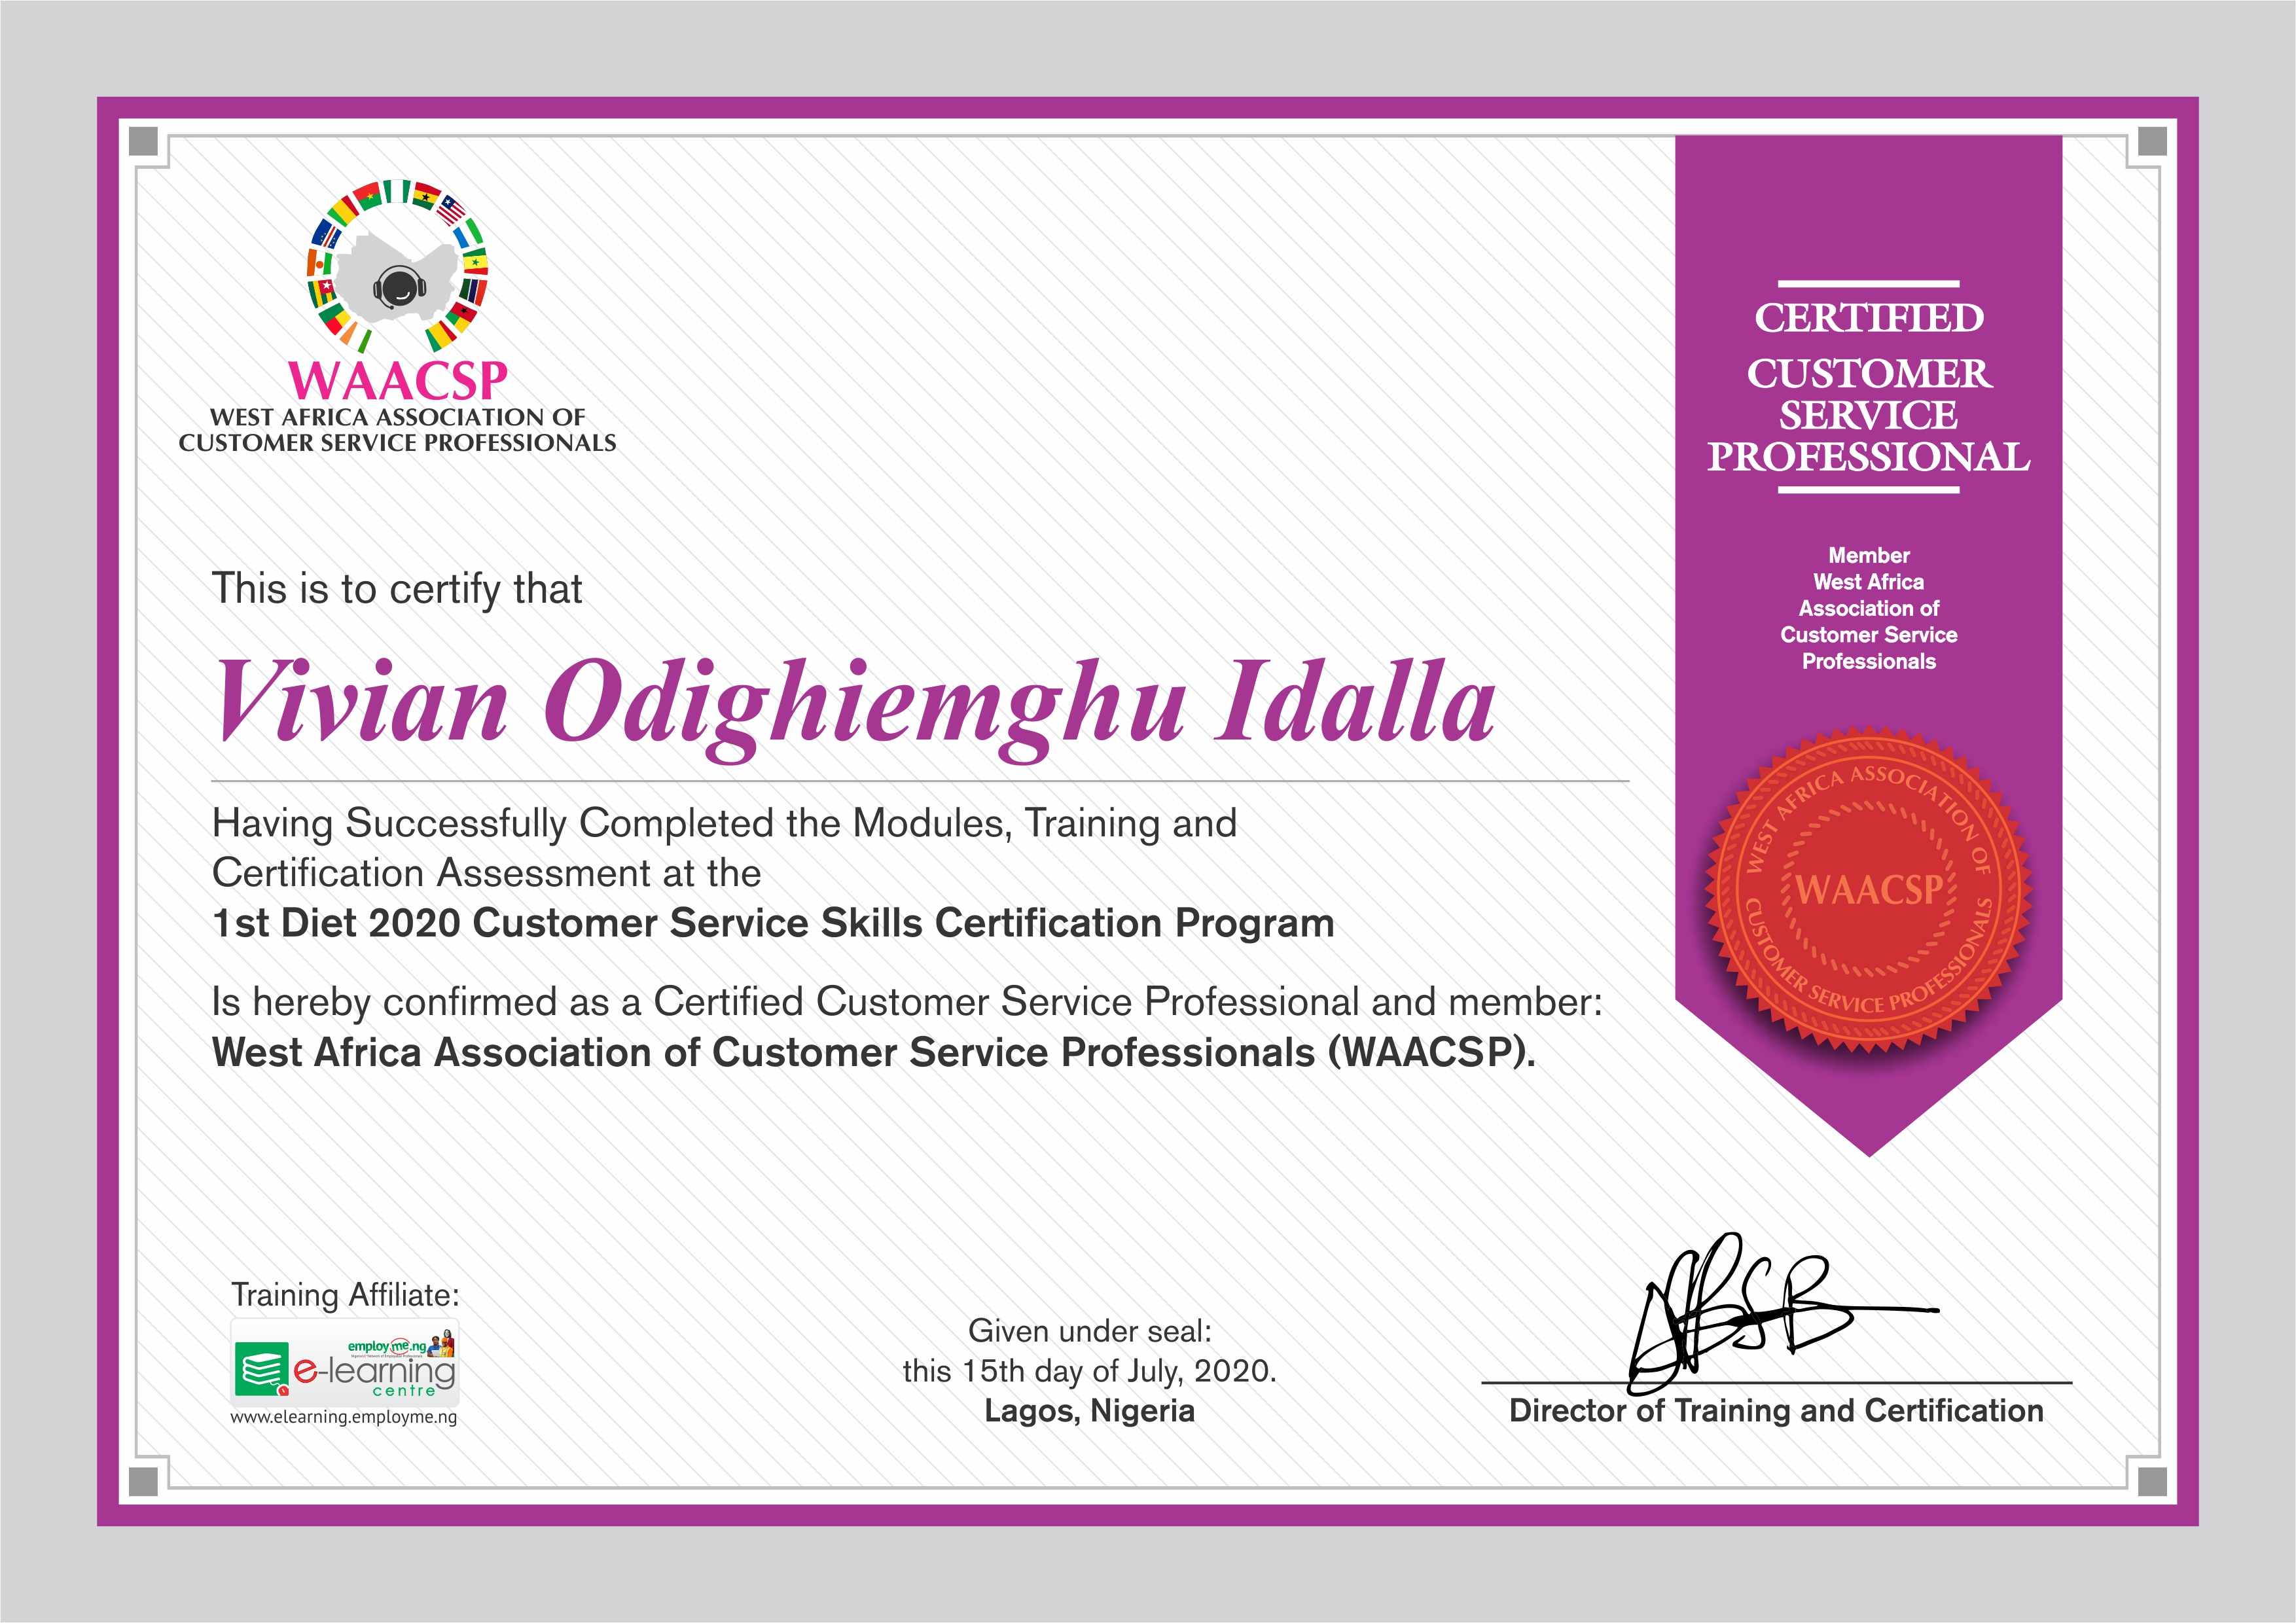 WAACSP
WEST AFRICA ASSOCIATION OF
CUSTOMER SERVICE PROFESSIONALS
CERTIFIED
CUSTOMER
SERVICE
PROFESSIONAL
Member
West Africa
Association of
Customer Service
Professionals
This is to certify that
Vivian Odighiemghu Idalla
Having Successfully Completed the Modules, Training and
Certification Assessment at the
1st Diet 2020 Customer Service Skills Certification Program
Is hereby confirmed as a Certified Customer Service Professional and member:
West Africa Association of Customer Service Professionals (WAACSP).
WEST AFRICA ASSOCIATION OF
WAACSP
CUSTOMER SERVICE PROFESSIONALS
Training Affiliate:
employme.ng
e-learning
centre
www.elearning.employme.ng
Given under seal:
this 15th day of July, 2020.
Lagos, Nigeria
Director of Training and Certification